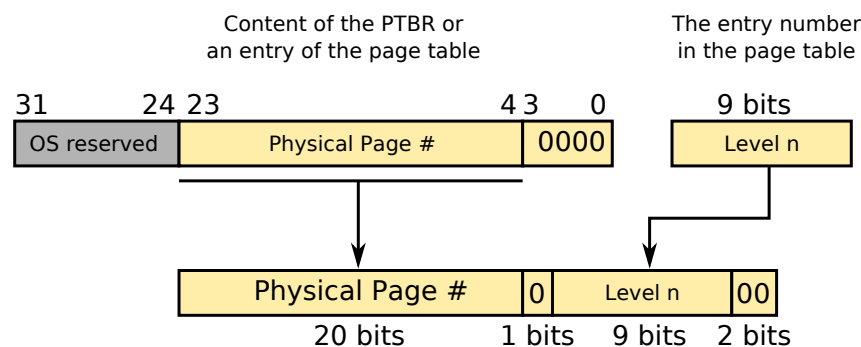 Content of the PTBR or
an entry of the page table
The entry number
in the page table
31 24 23 4 3 0 9 bits
OS reserved Physical Page # 0000 Level n
Physical Page # 0 Level n 00
20 bits 1 bits 9 bits 2 bits